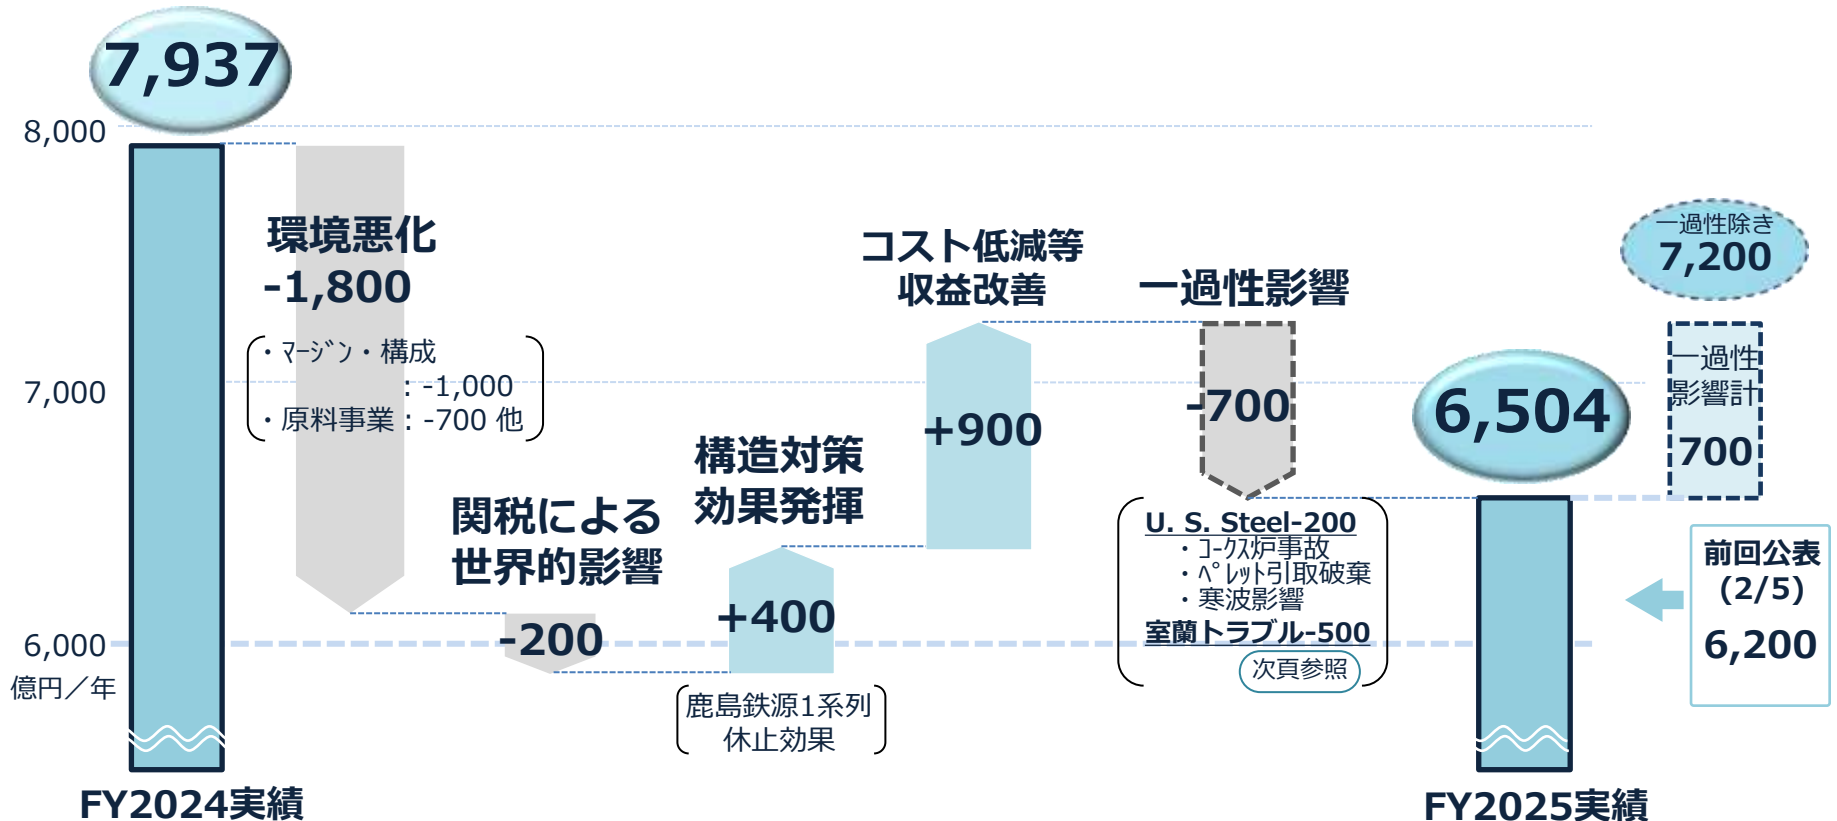 7,937
8,000
7,000
6,000
億円／年
FY2024実績
環境悪化
-1,800
・ﾏｰｼﾞﾝ・構成
：-1,000
・原料事業：-700 他
関税による
世界的影響
-200
構造対策
効果発揮
+400
鹿島鉄源1系列
休止効果
コスト低減等
収益改善
+900
一過性影響
-700
U. S. Steel-200
・ｺｰｸｽ炉事故
・ﾍﾟﾚｯﾄ引取破棄
・寒波影響
室蘭トラブル-500
次頁参照
6,504
FY2025実績
一過性除き
7,200
一過性
影響計
700
前回公表
(2/5)
6,200